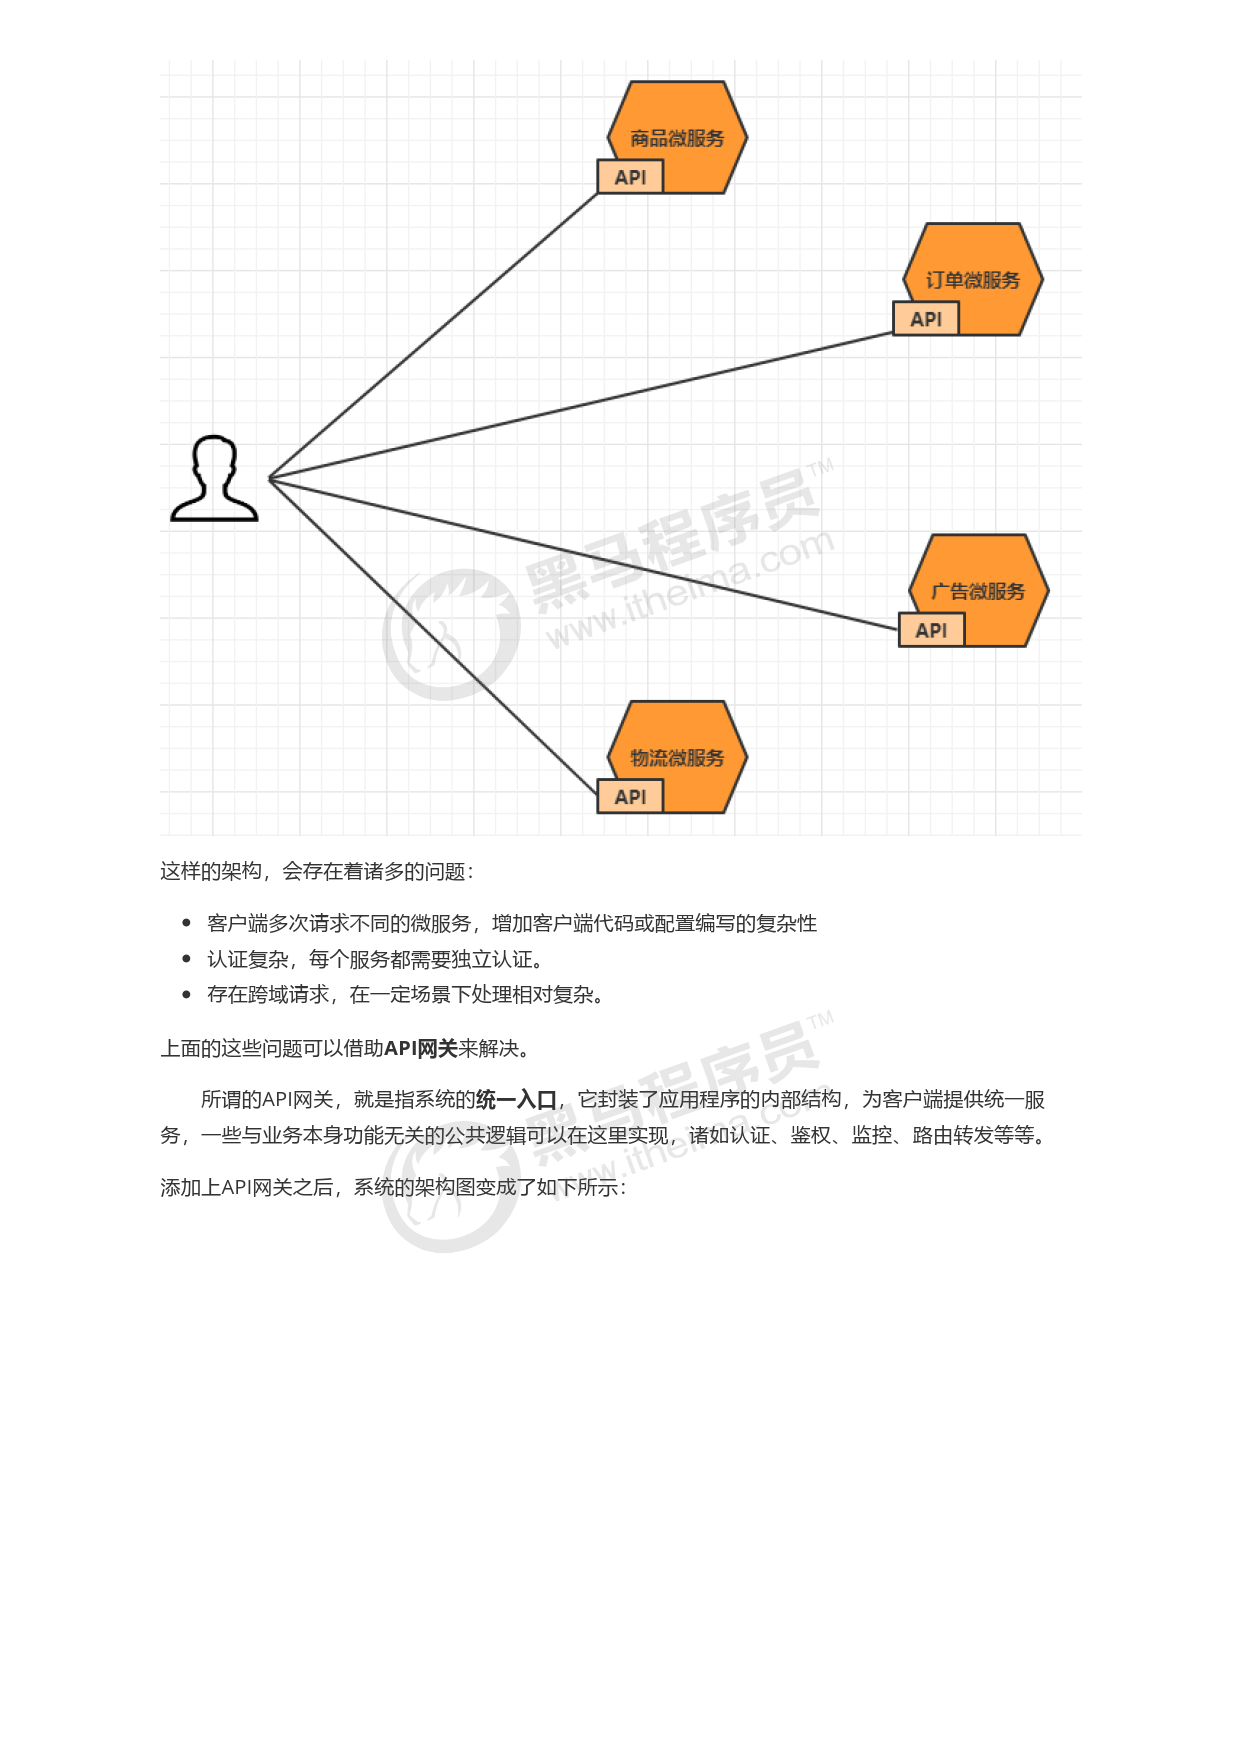 商品微服务
API
订单微服务
API
广告微服务
API
物流微服务
API
黑马程序员™
www.itheima.com
这样的架构，会存在着诸多的问题：
客户端多次请求不同的微服务，增加客户端代码或配置编写的复杂性
认证复杂，每个服务都需要独立认证。
存在跨域请求，在一定场景下处理相对复杂。
上面的这些问题可以借助API网关来解决。
所谓的API网关，就是指系统的统一入口，它封装了应用程序的内部结构，为客户端提供统一服
务，一些与业务本身功能无关的公共逻辑可以在这里实现，诸如认证、鉴权、监控、路由转发等等。
添加上API网关之后，系统的架构图变成了如下所示：
黑马程序员™
www.itheima.com